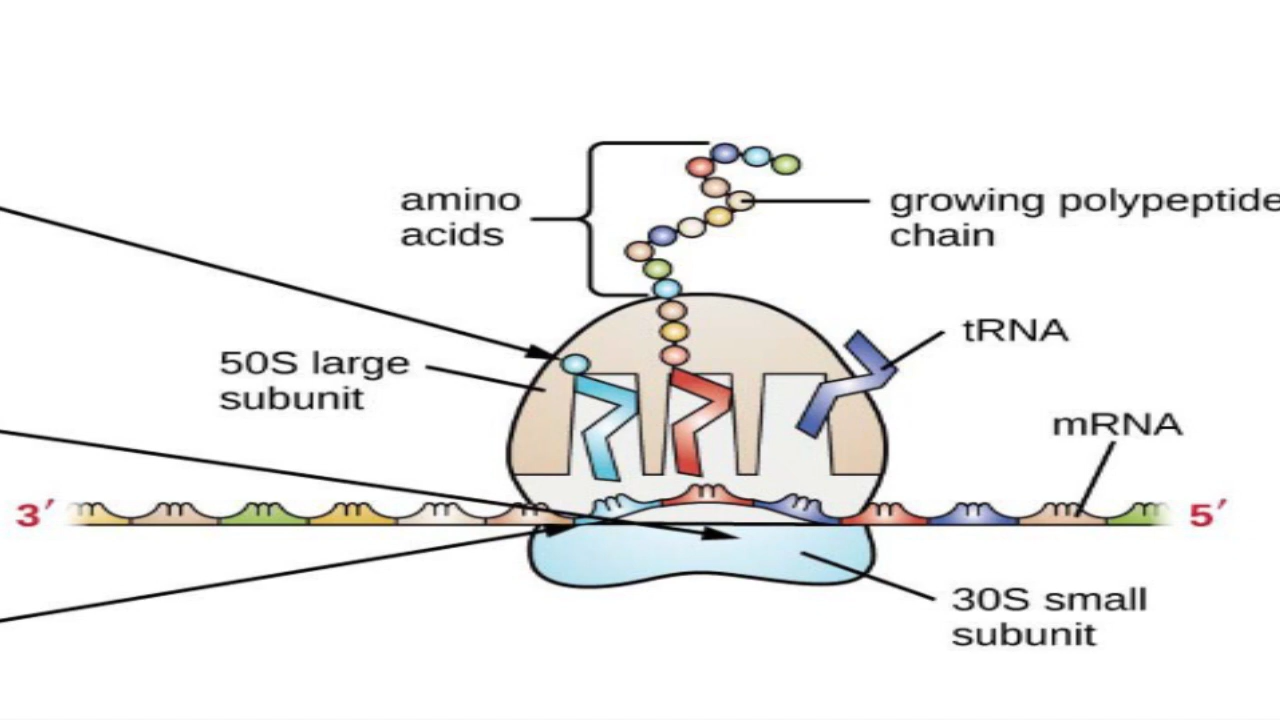 amino
acids
growing polypeptide
chain
tRNA
50S large
subunit
mRNA
3′
5′
30S small
subunit